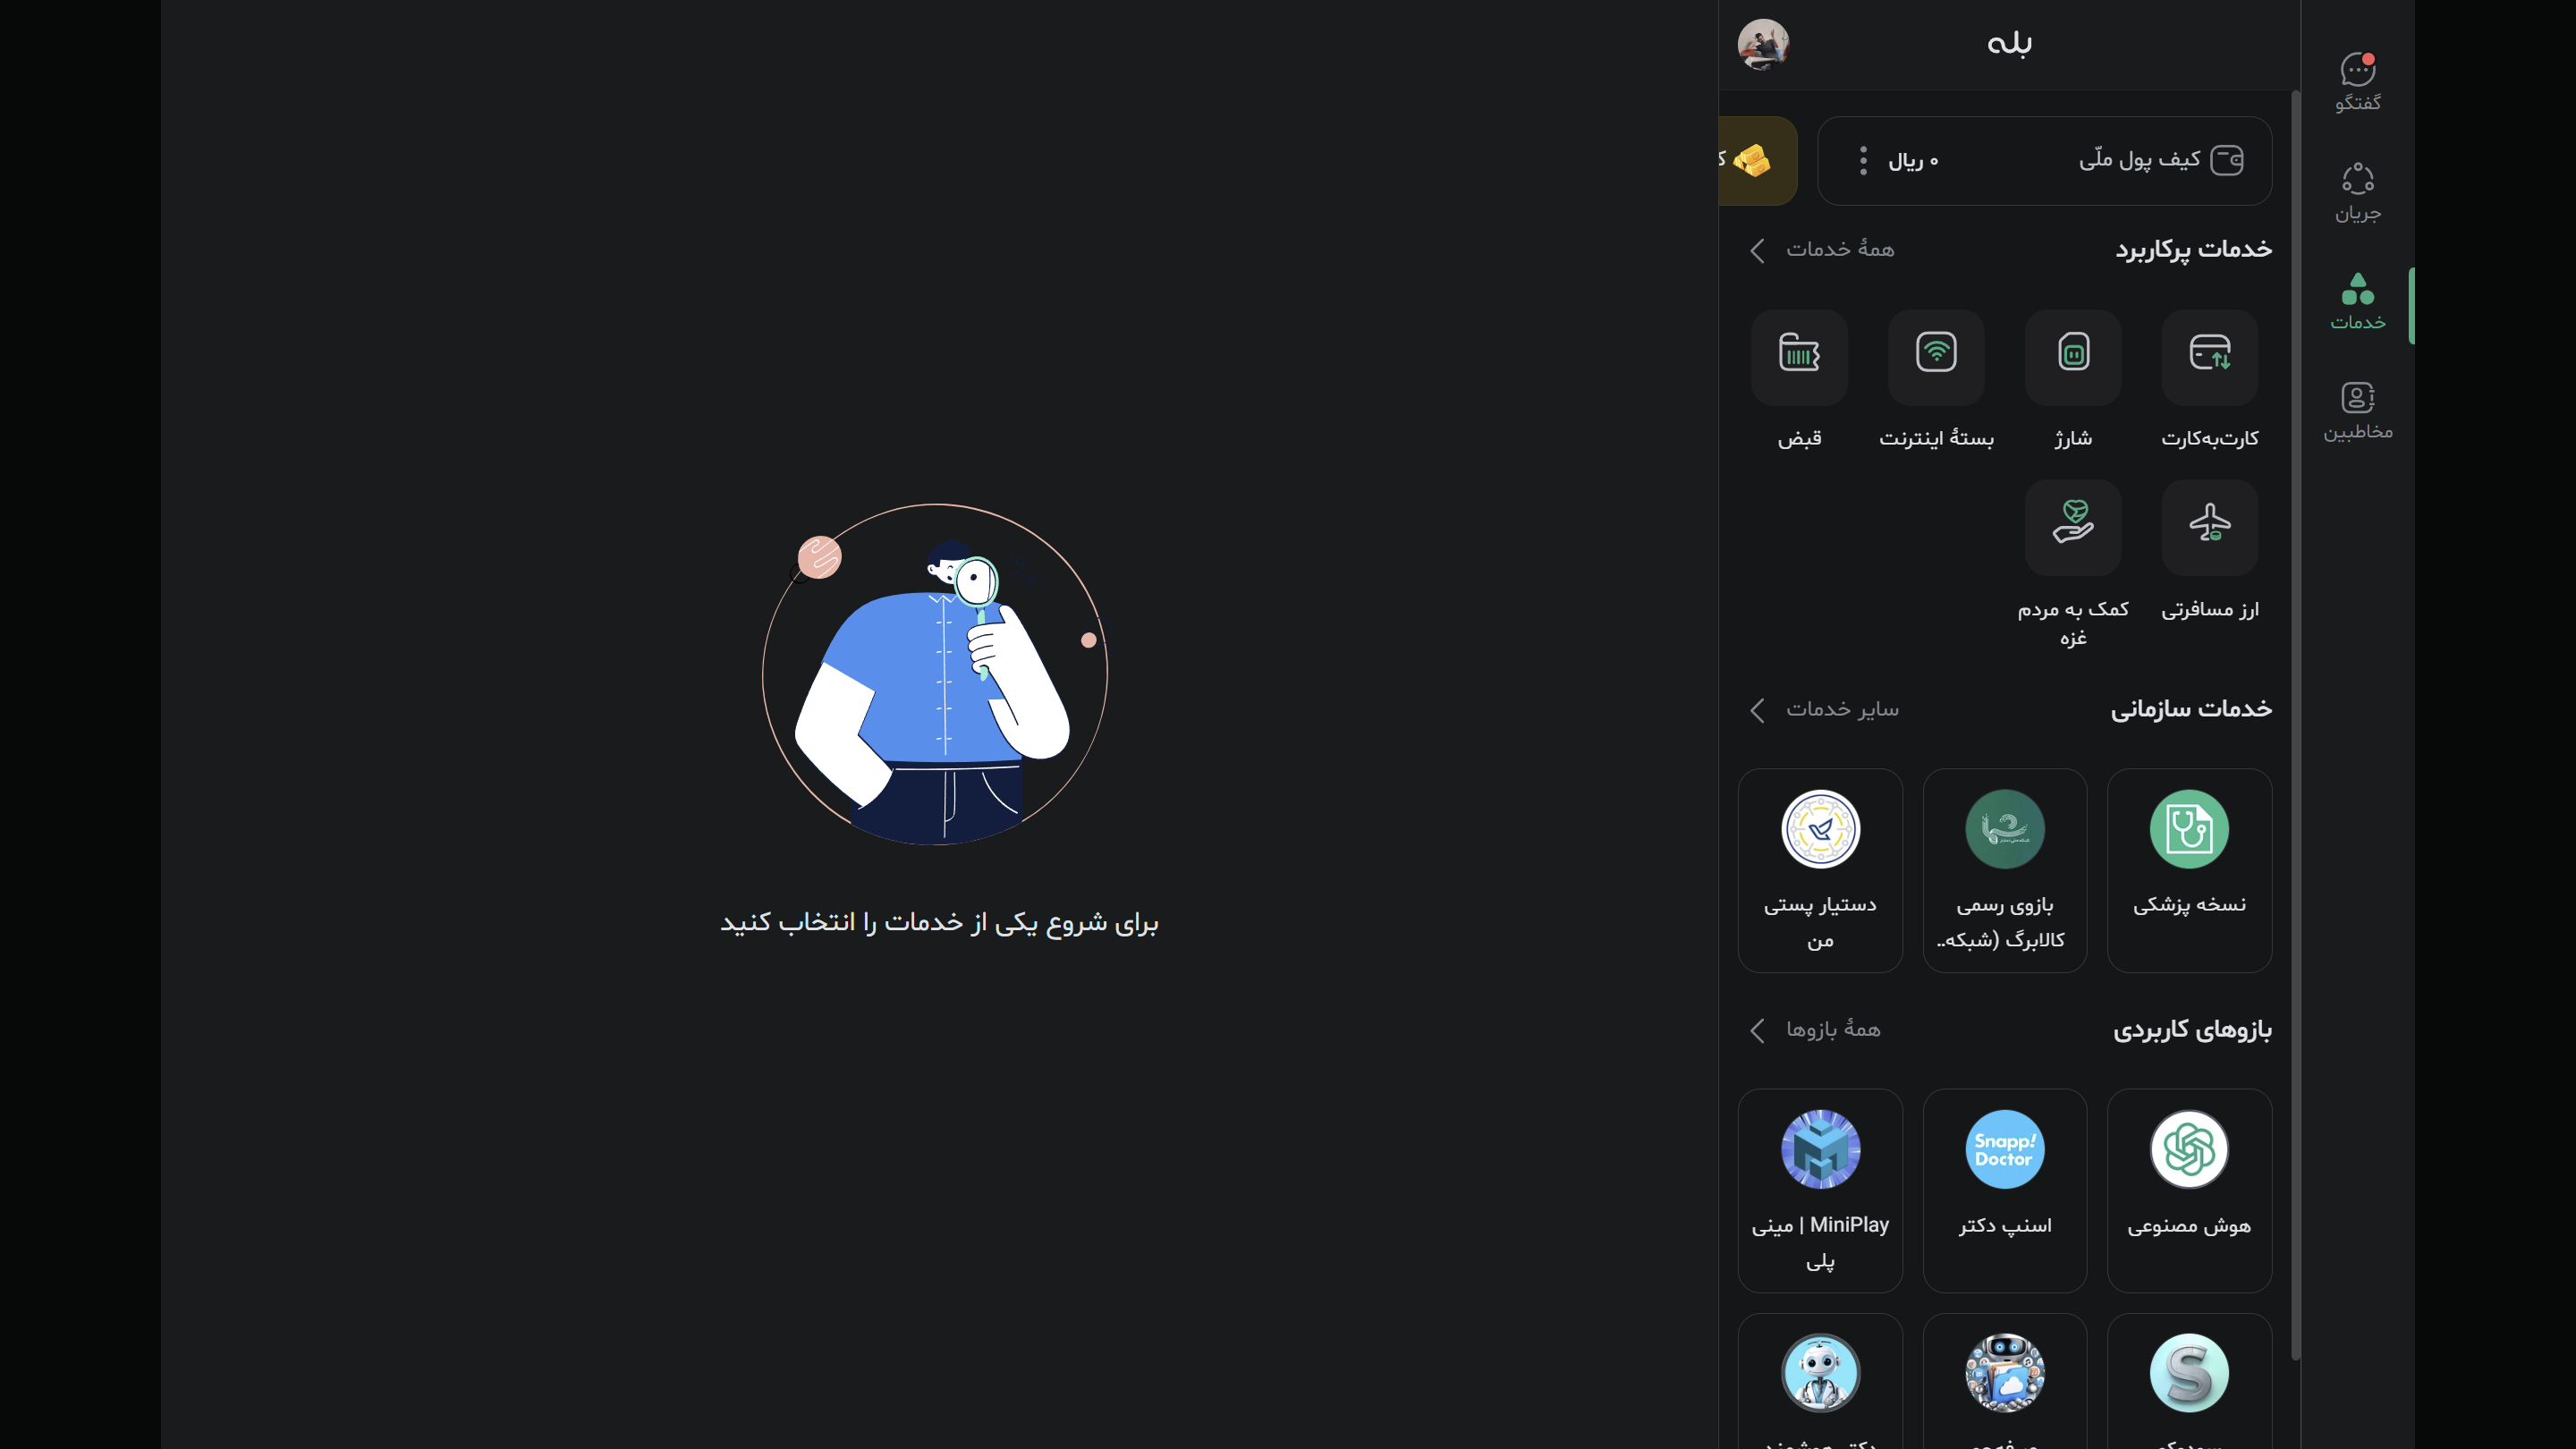 بله
گفتگو
جریان
خدمات
مخاطبین
کیف پول ملّی
۰ ریال
خدمات پرکاربرد
همهٔ خدمات
کارت‌به‌کارت
شارژ
بستهٔ اینترنت
قبض
ارز مسافرتی
کمک به مردم
غزه
خدمات سازمانی
سایر خدمات
نسخه پزشکی
بازوی رسمی
کالابرگ (شبکه..
دستیار پستی
من
بازوهای کاربردی
همهٔ بازوها
هوش مصنوعی
Snapp!
Doctor
اسنپ دکتر
MiniPlay | مینی
پلی
S
برای شروع یکی از خدمات را انتخاب کنید